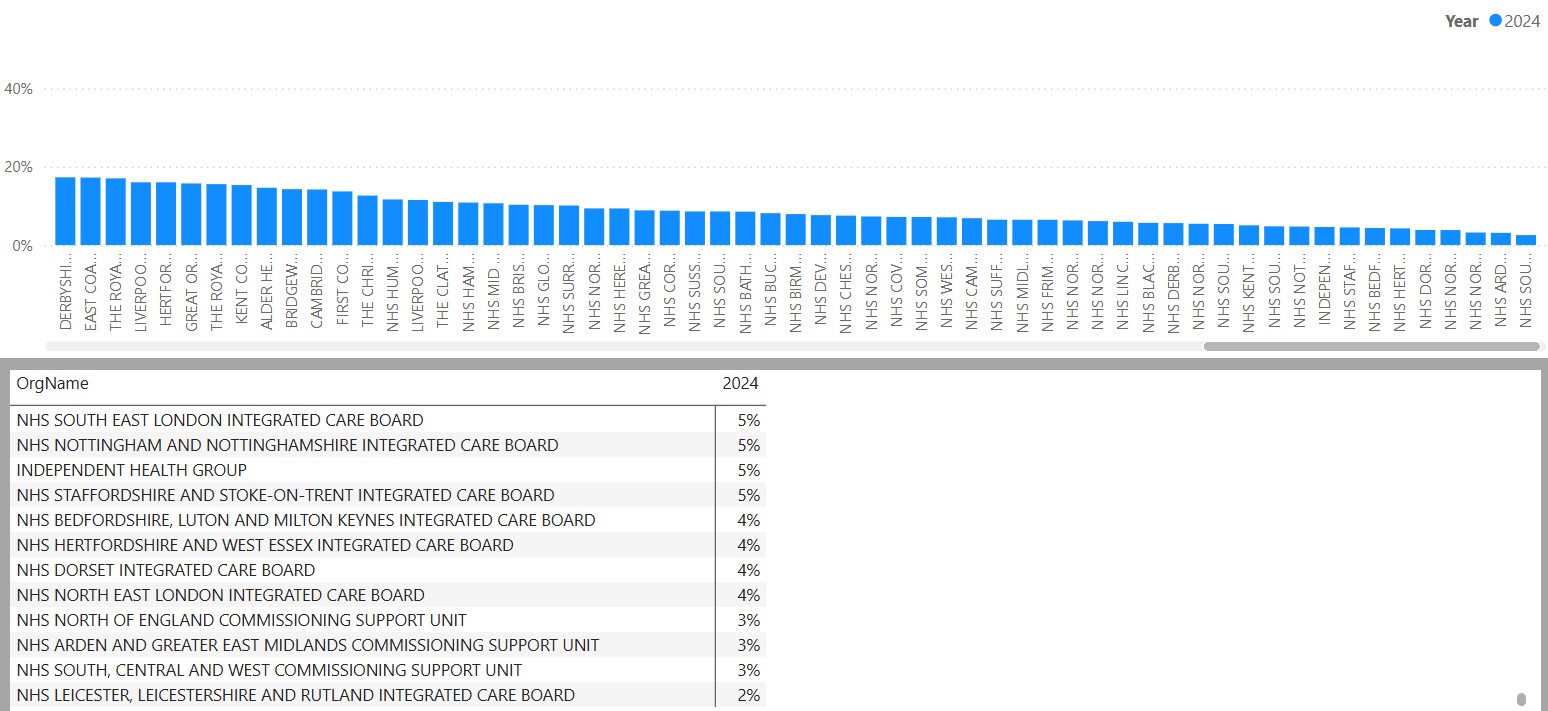 Year 2024
40%
20%
0%
DERBYSHI...
EAST COA...
THE ROYA...
LIVERPOO...
HERTFOR...
GREAT OR...
THE ROYA...
KENT CO...
ALDER HE...
BRIDGEW...
CAMBRID...
FIRST CO...
THE CHRI...
NHS HUM...
LIVERPOO...
THE CLAT...
NHS HAM...
NHS MID ...
NHS BRIS...
NHS GLO...
NHS SURR...
NHS NOR...
NHS HERE...
NHS GREA...
NHS COR...
NHS SUSS...
NHS SOU...
NHS BATH...
NHS BUC...
NHS BIRM...
NHS DEV...
NHS CHES...
NHS NOR...
NHS COV...
NHS SOM...
NHS WES...
NHS CAM...
NHS SUFF...
NHS MIDL...
NHS FRIM...
NHS NOR...
NHS NOR...
NHS LINC...
NHS BLAC...
NHS DERB...
NHS NOR...
NHS SOU...
NHS KENT...
NHS SOU...
NHS NOT...
INDEPEN...
NHS STAF...
NHS BEDF...
NHS HERT...
NHS DOR...
NHS NOR...
NHS NOR...
NHS ARD...
NHS SOU...
OrgName 2024
NHS SOUTH EAST LONDON INTEGRATED CARE BOARD 5%
NHS NOTTINGHAM AND NOTTINGHAMSHIRE INTEGRATED CARE BOARD 5%
INDEPENDENT HEALTH GROUP 5%
NHS STAFFORDSHIRE AND STOKE-ON-TRENT INTEGRATED CARE BOARD 5%
NHS BEDFORDSHIRE, LUTON AND MILTON KEYNES INTEGRATED CARE BOARD 4%
NHS HERTFORDSHIRE AND WEST ESSEX INTEGRATED CARE BOARD 4%
NHS DORSET INTEGRATED CARE BOARD 4%
NHS NORTH EAST LONDON INTEGRATED CARE BOARD 4%
NHS NORTH OF ENGLAND COMMISSIONING SUPPORT UNIT 3%
NHS ARDEN AND GREATER EAST MIDLANDS COMMISSIONING SUPPORT UNIT 3%
NHS SOUTH, CENTRAL AND WEST COMMISSIONING SUPPORT UNIT 3%
NHS LEICESTER, LEICESTERSHIRE AND RUTLAND INTEGRATED CARE BOARD 2%